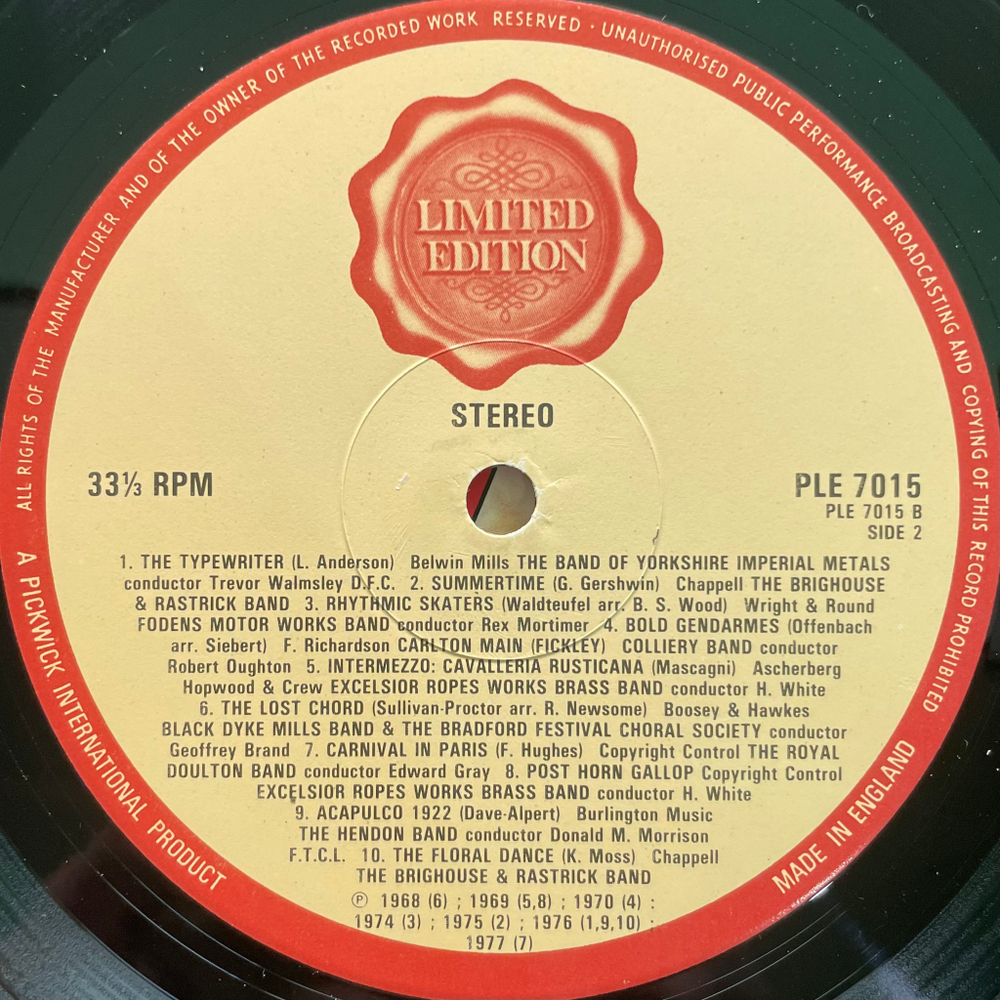 ALL RIGHTS OF THE MANUFACTURER AND OF THE OWNER OF THE RECORDED WORK RESERVED · UNAUTHORISED PUBLIC PERFORMANCE BROADCASTING AND COPYING OF THIS RECORD PROHIBITED
LIMITED
EDITION
STEREO
33⅓ RPM
PLE 7015
PLE 7015 B
SIDE 2
1. THE TYPEWRITER (L. Anderson) Belwin Mills THE BAND OF YORKSHIRE IMPERIAL METALS
conductor Trevor Walmsley D.F.C. 2. SUMMERTIME (G. Gershwin) Chappell THE BRIGHOUSE
& RASTRICK BAND 3. RHYTHMIC SKATERS (Waldteufel arr. B. S. Wood) Wright & Round
FODENS MOTOR WORKS BAND conductor Rex Mortimer 4. BOLD GENDARMES (Offenbach
arr. Siebert) F. Richardson CARLTON MAIN (FICKLEY) COLLIERY BAND conductor
Robert Oughton 5. INTERMEZZO: CAVALLERIA RUSTICANA (Mascagni) Ascherberg
Hopwood & Crew EXCELSIOR ROPES WORKS BRASS BAND conductor H. White
6. THE LOST CHORD (Sullivan-Proctor arr. R. Newsome) Boosey & Hawkes
BLACK DYKE MILLS BAND & THE BRADFORD FESTIVAL CHORAL SOCIETY conductor
Geoffrey Brand 7. CARNIVAL IN PARIS (F. Hughes) Copyright Control THE ROYAL
DOULTON BAND conductor Edward Gray 8. POST HORN GALLOP Copyright Control
EXCELSIOR ROPES WORKS BRASS BAND conductor H. White
9. ACAPULCO 1922 (Dave-Alpert) Burlington Music
THE HENDON BAND conductor Donald M. Morrison
F.T.C.L. 10. THE FLORAL DANCE (K. Moss) Chappell
THE BRIGHOUSE & RASTRICK BAND
Ⓟ 1968 (6) ; 1969 (5,8) ; 1970 (4) :
1974 (3) ; 1975 (2) ; 1976 (1,9,10) ;
1977 (7)
A PICKWICK INTERNATIONAL PRODUCT
MADE IN ENGLAND